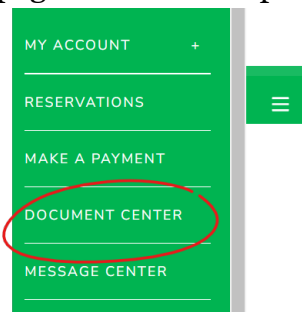 MY ACCOUNT +
RESERVATIONS
MAKE A PAYMENT
DOCUMENT CENTER
MESSAGE CENTER